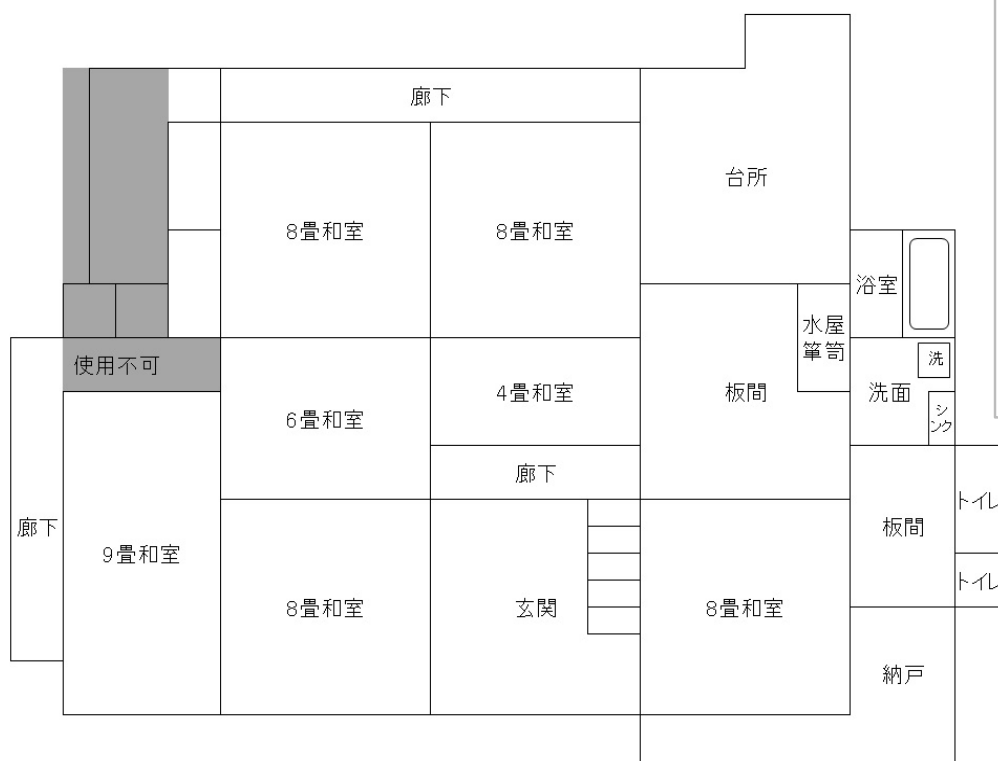 廊下
台所
8畳和室
8畳和室
浴室
水屋
箪笥
使用不可
洗
洗面
シンク
4畳和室
板間
6畳和室
廊下
トイレ
廊下
板間
9畳和室
トイレ
8畳和室
玄関
8畳和室
納戸